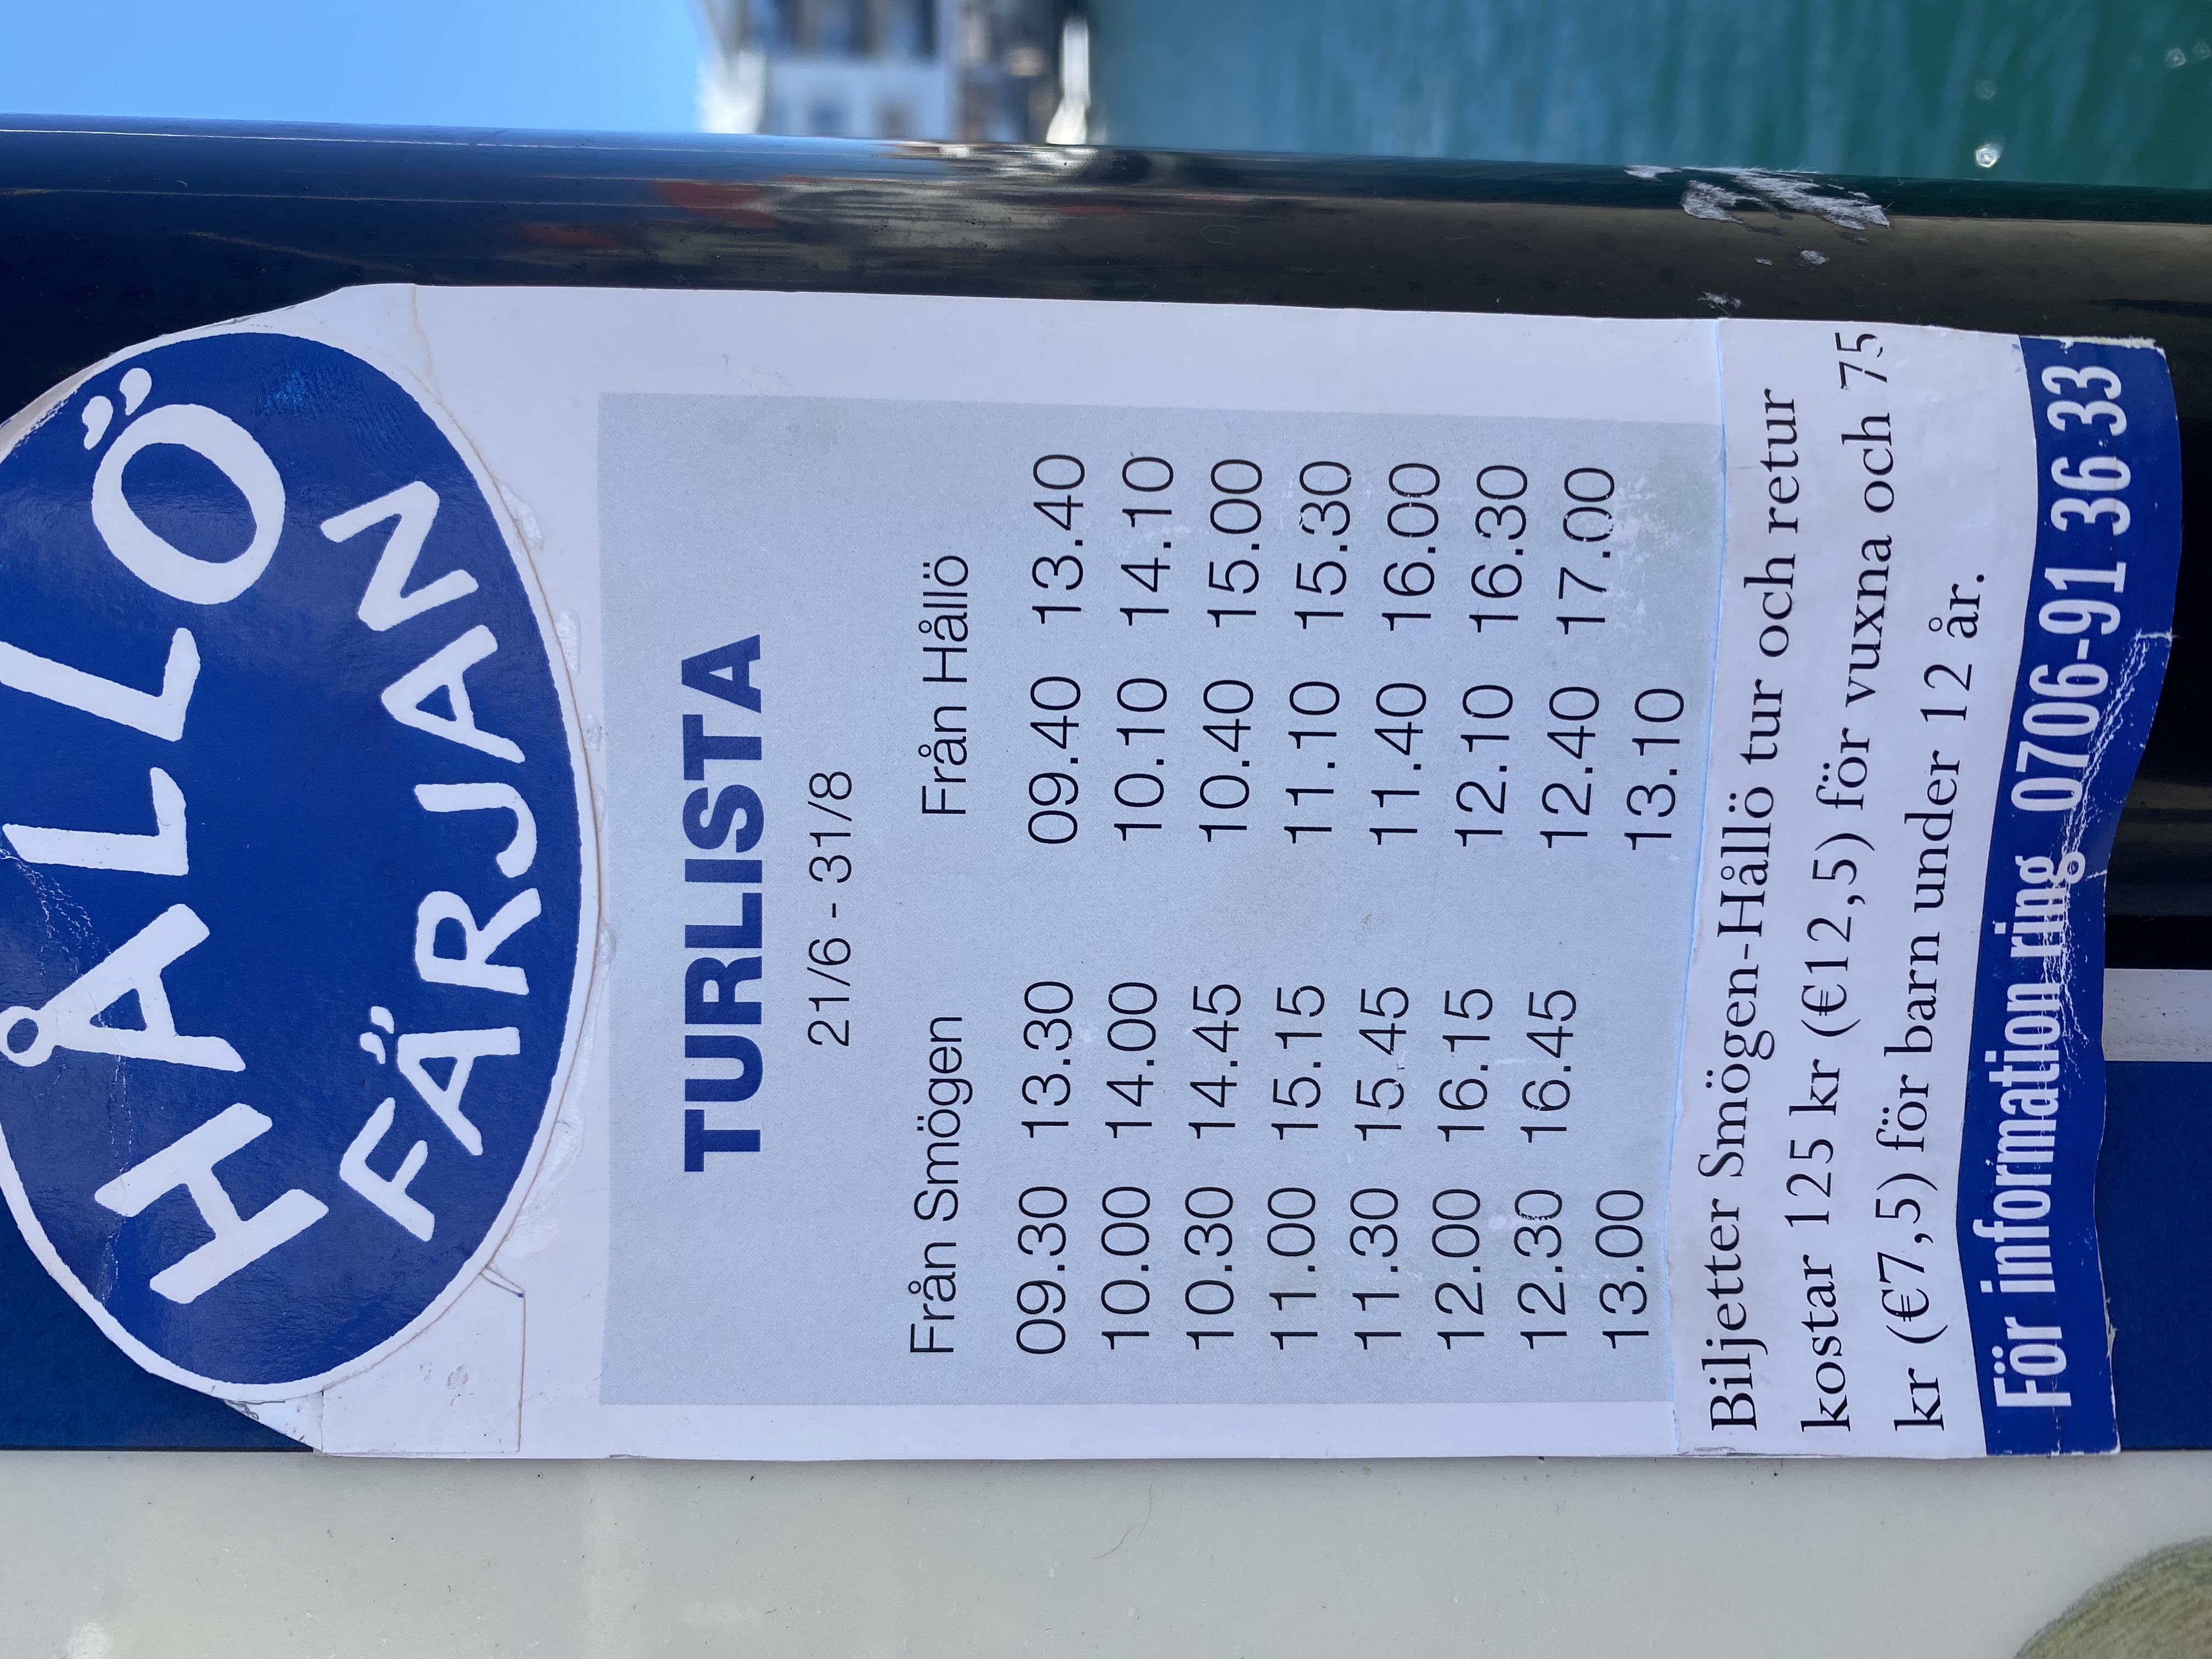 HÅLLÖ
FÄRJAN
TURLISTA
21/6 - 31/8
Från Smögen Från Hållö
09.30 13.30 09.40 13.40
10.00 14.00 10.10 14.10
10.30 14.45 10.40 15.00
11.00 15.15 11.10 15.30
11.30 15.45 11.40 16.00
12.00 16.15 12.10 16.30
12.30 16.45 12.40 17.00
13.00 13.10
Biljetter Smögen-Hållö tur och retur
kostar 125 kr (€12,5) för vuxna och 75
kr (€7,5) för barn under 12 år.
För information ring 0706-91 36 33